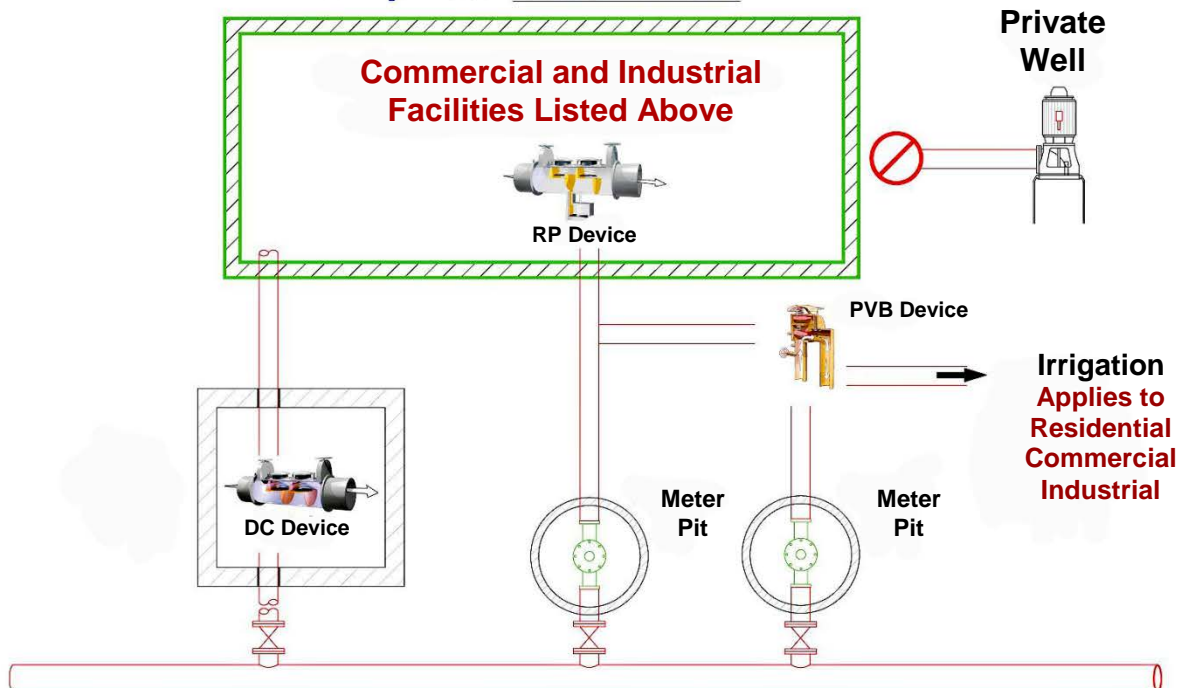 Private
Well
Commercial and Industrial
Facilities Listed Above
RP Device
PVB Device
Irrigation
Applies to
Residential
Commercial
Industrial
DC Device
Meter
Pit
Meter
Pit